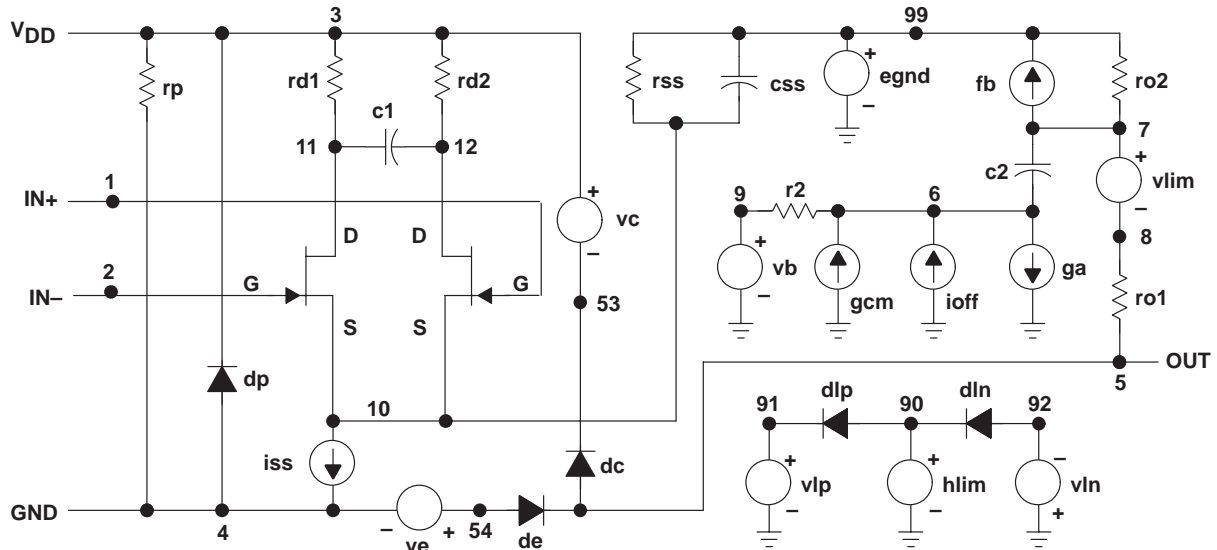 3
99
VDD
rp
rd1
rd2
rss
css
egnd
+
−
fb
ro2
c1
11
12
7
1
IN+
c2
+
vlim
−
9
r2
6
8
+
vc
−
D
D
+
vb
−
gcm
ioff
ga
2
IN−
G
G
53
ro1
S
S
OUT
5
dp
dlp
dln
10
91
90
92
iss
dc
+
vlp
−
+
hlim
−
−
vln
+
GND
4
−
+
54
ve
de